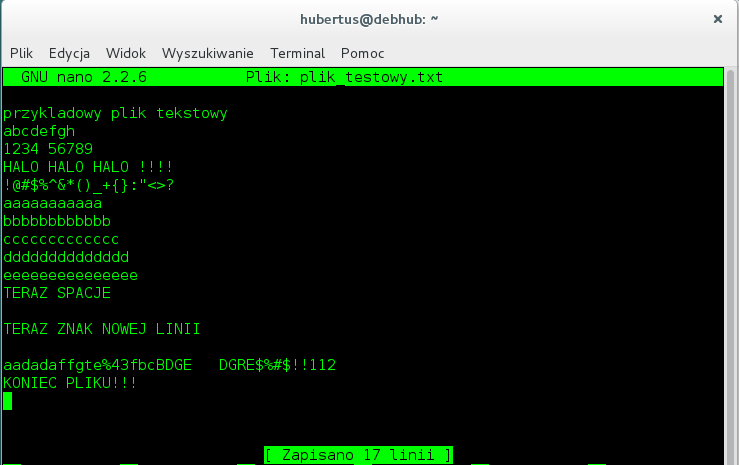 hubertus@debhub: ~ ×
Plik Edycja Widok Wyszukiwanie Terminal Pomoc
GNU nano 2.2.6 Plik: plik_testowy.txt
przykladowy plik tekstowy
abcdefgh
1234 56789
HALO HALO HALO !!!!
!@#$%^&*()_+{}:"<>?
aaaaaaaaaaa
bbbbbbbbbbbb
ccccccccccccc
dddddddddddddd
eeeeeeeeeeeeeee
TERAZ SPACJE
TERAZ ZNAK NOWEJ LINII
aadadaffgte%43fbcBDGE   DGRE$%#$!!112
KONIEC PLIKU!!!
[ Zapisano 17 linii ]